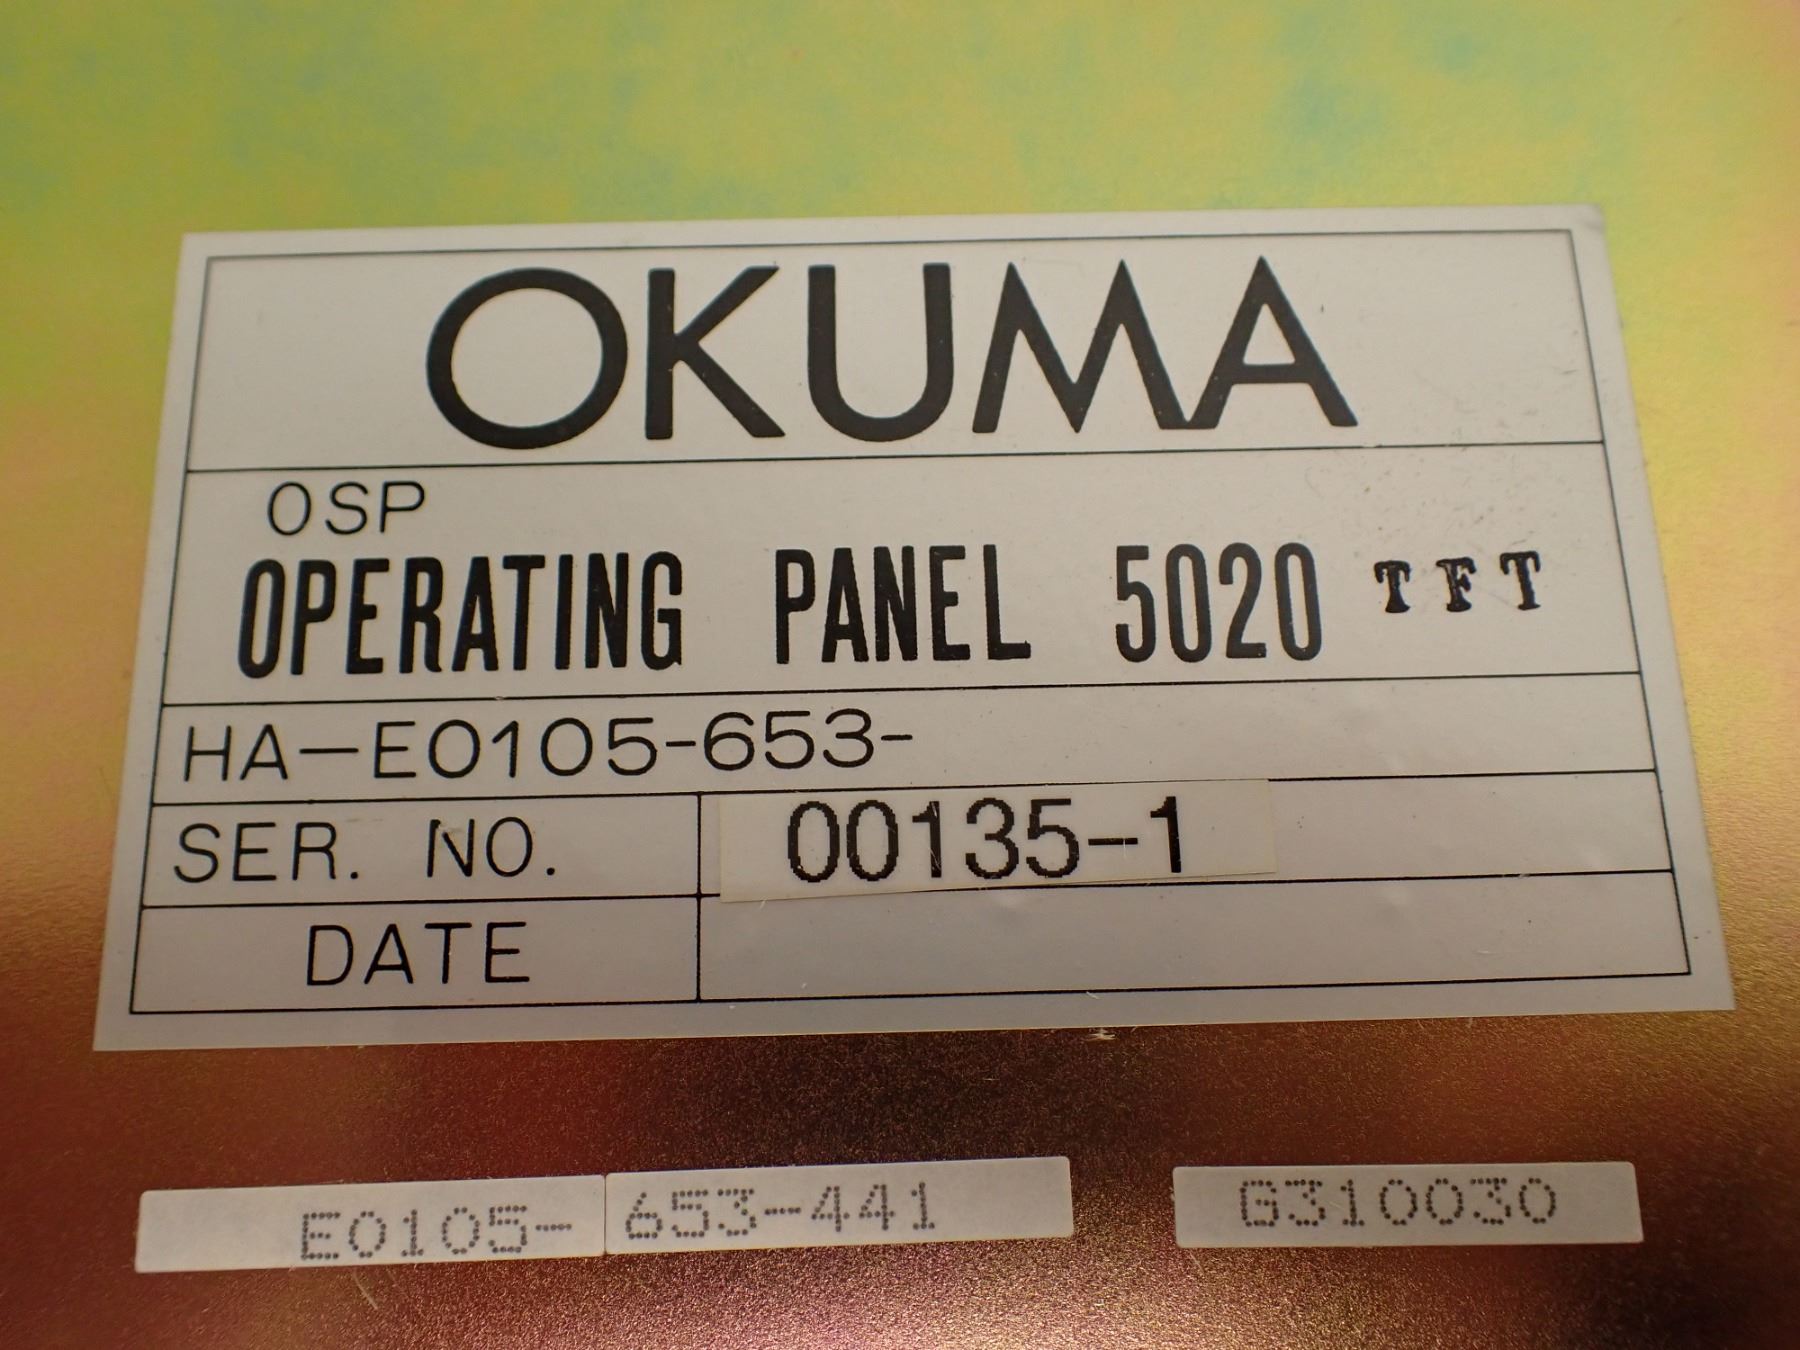 OKUMA
OSP
OPERATING PANEL 5020 TFT
HA-E0105-653-
SER. NO. 00135-1
DATE
E0105- 653-441 G310030